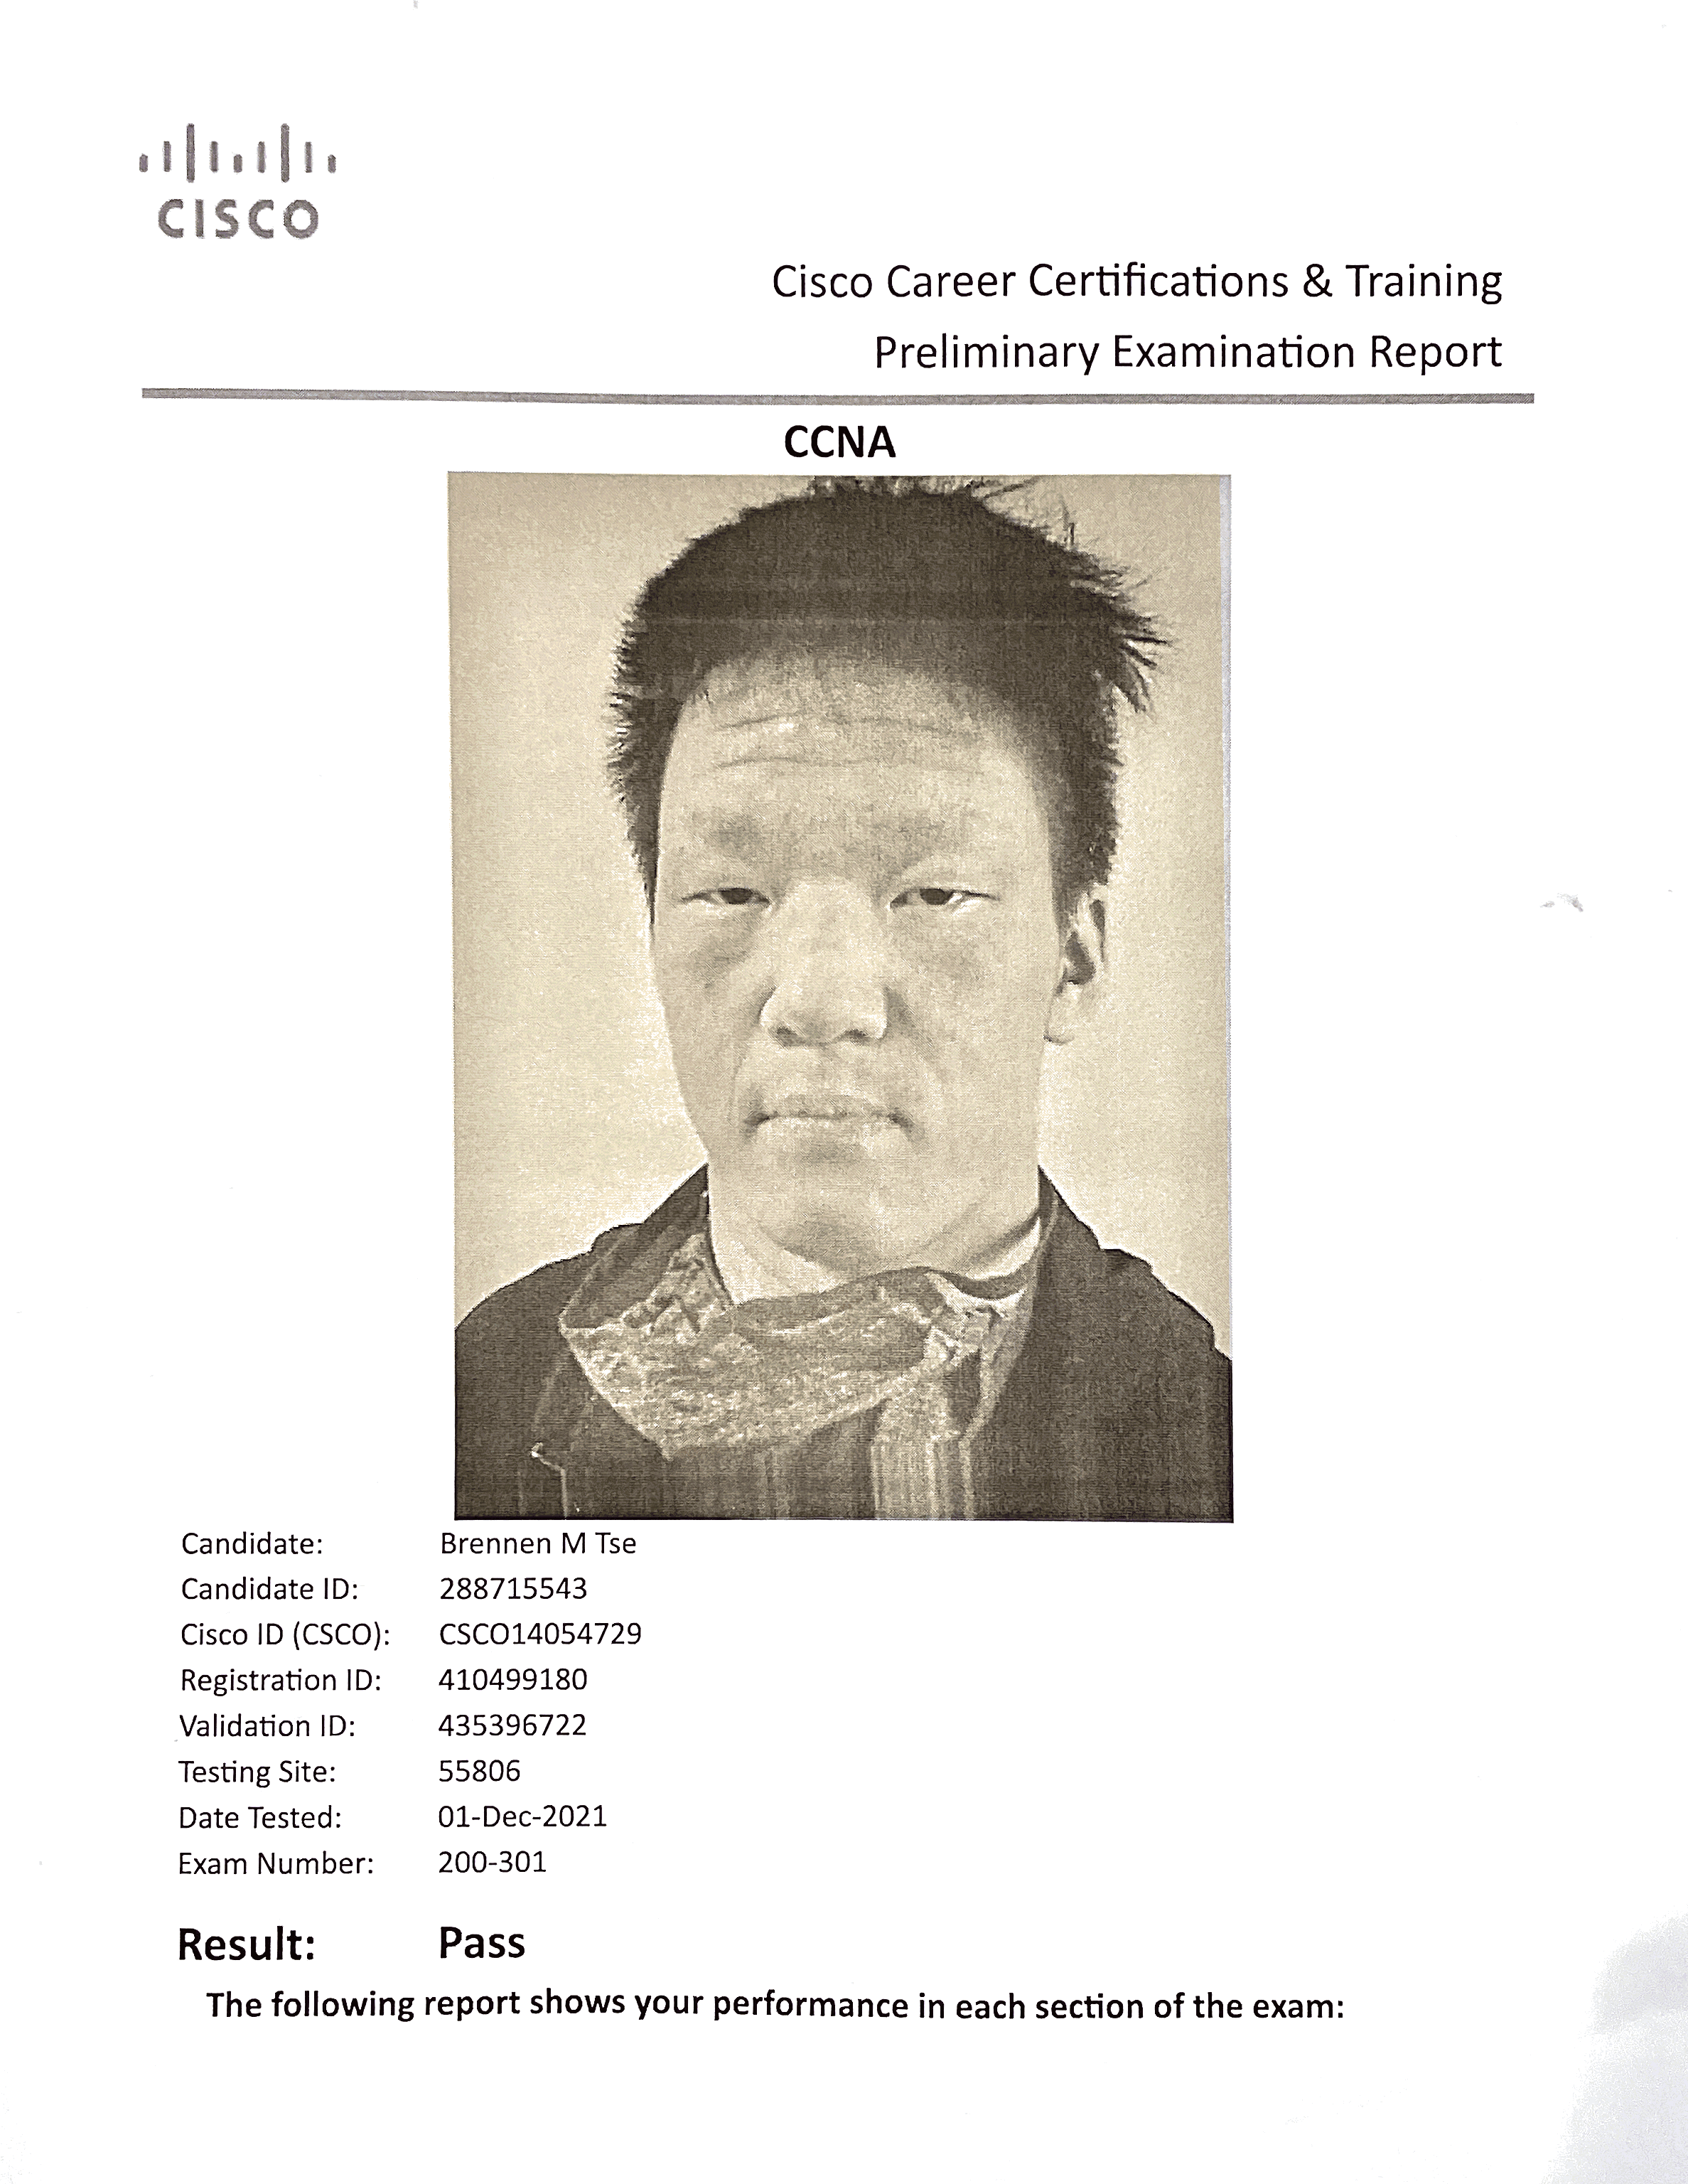 CISCO
Cisco Career Certifications & Training
Preliminary Examination Report
CCNA
Candidate: Brennen M Tse
Candidate ID: 288715543
Cisco ID (CSCO): CSCO14054729
Registration ID: 410499180
Validation ID: 435396722
Testing Site: 55806
Date Tested: 01-Dec-2021
Exam Number: 200-301
Result: Pass
The following report shows your performance in each section of the exam: